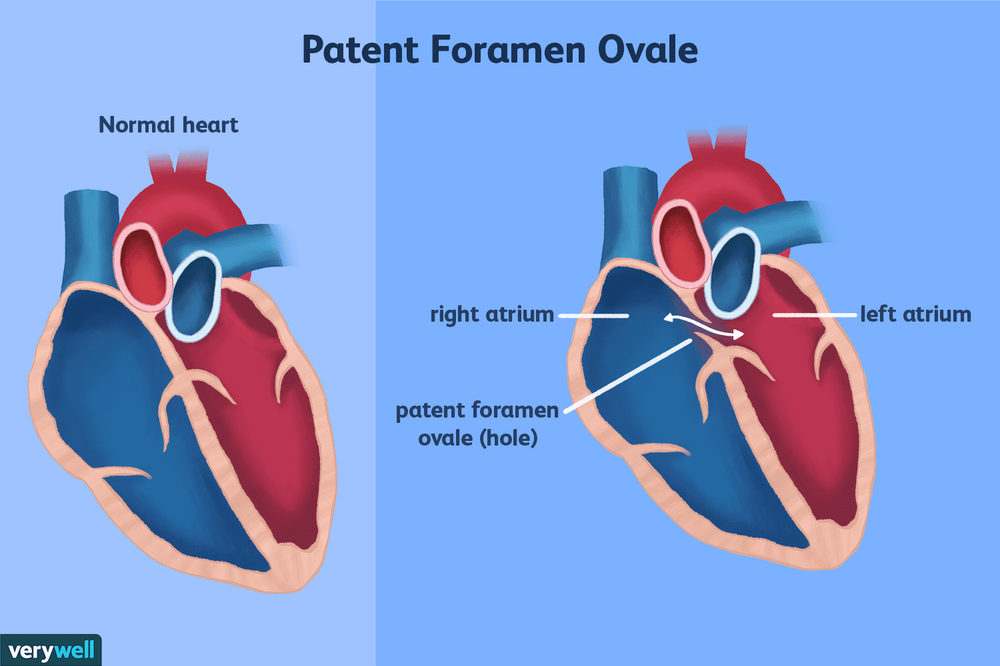 Patent Foramen Ovale
Normal heart
right atrium
left atrium
patent foramen
ovale (hole)
verywell